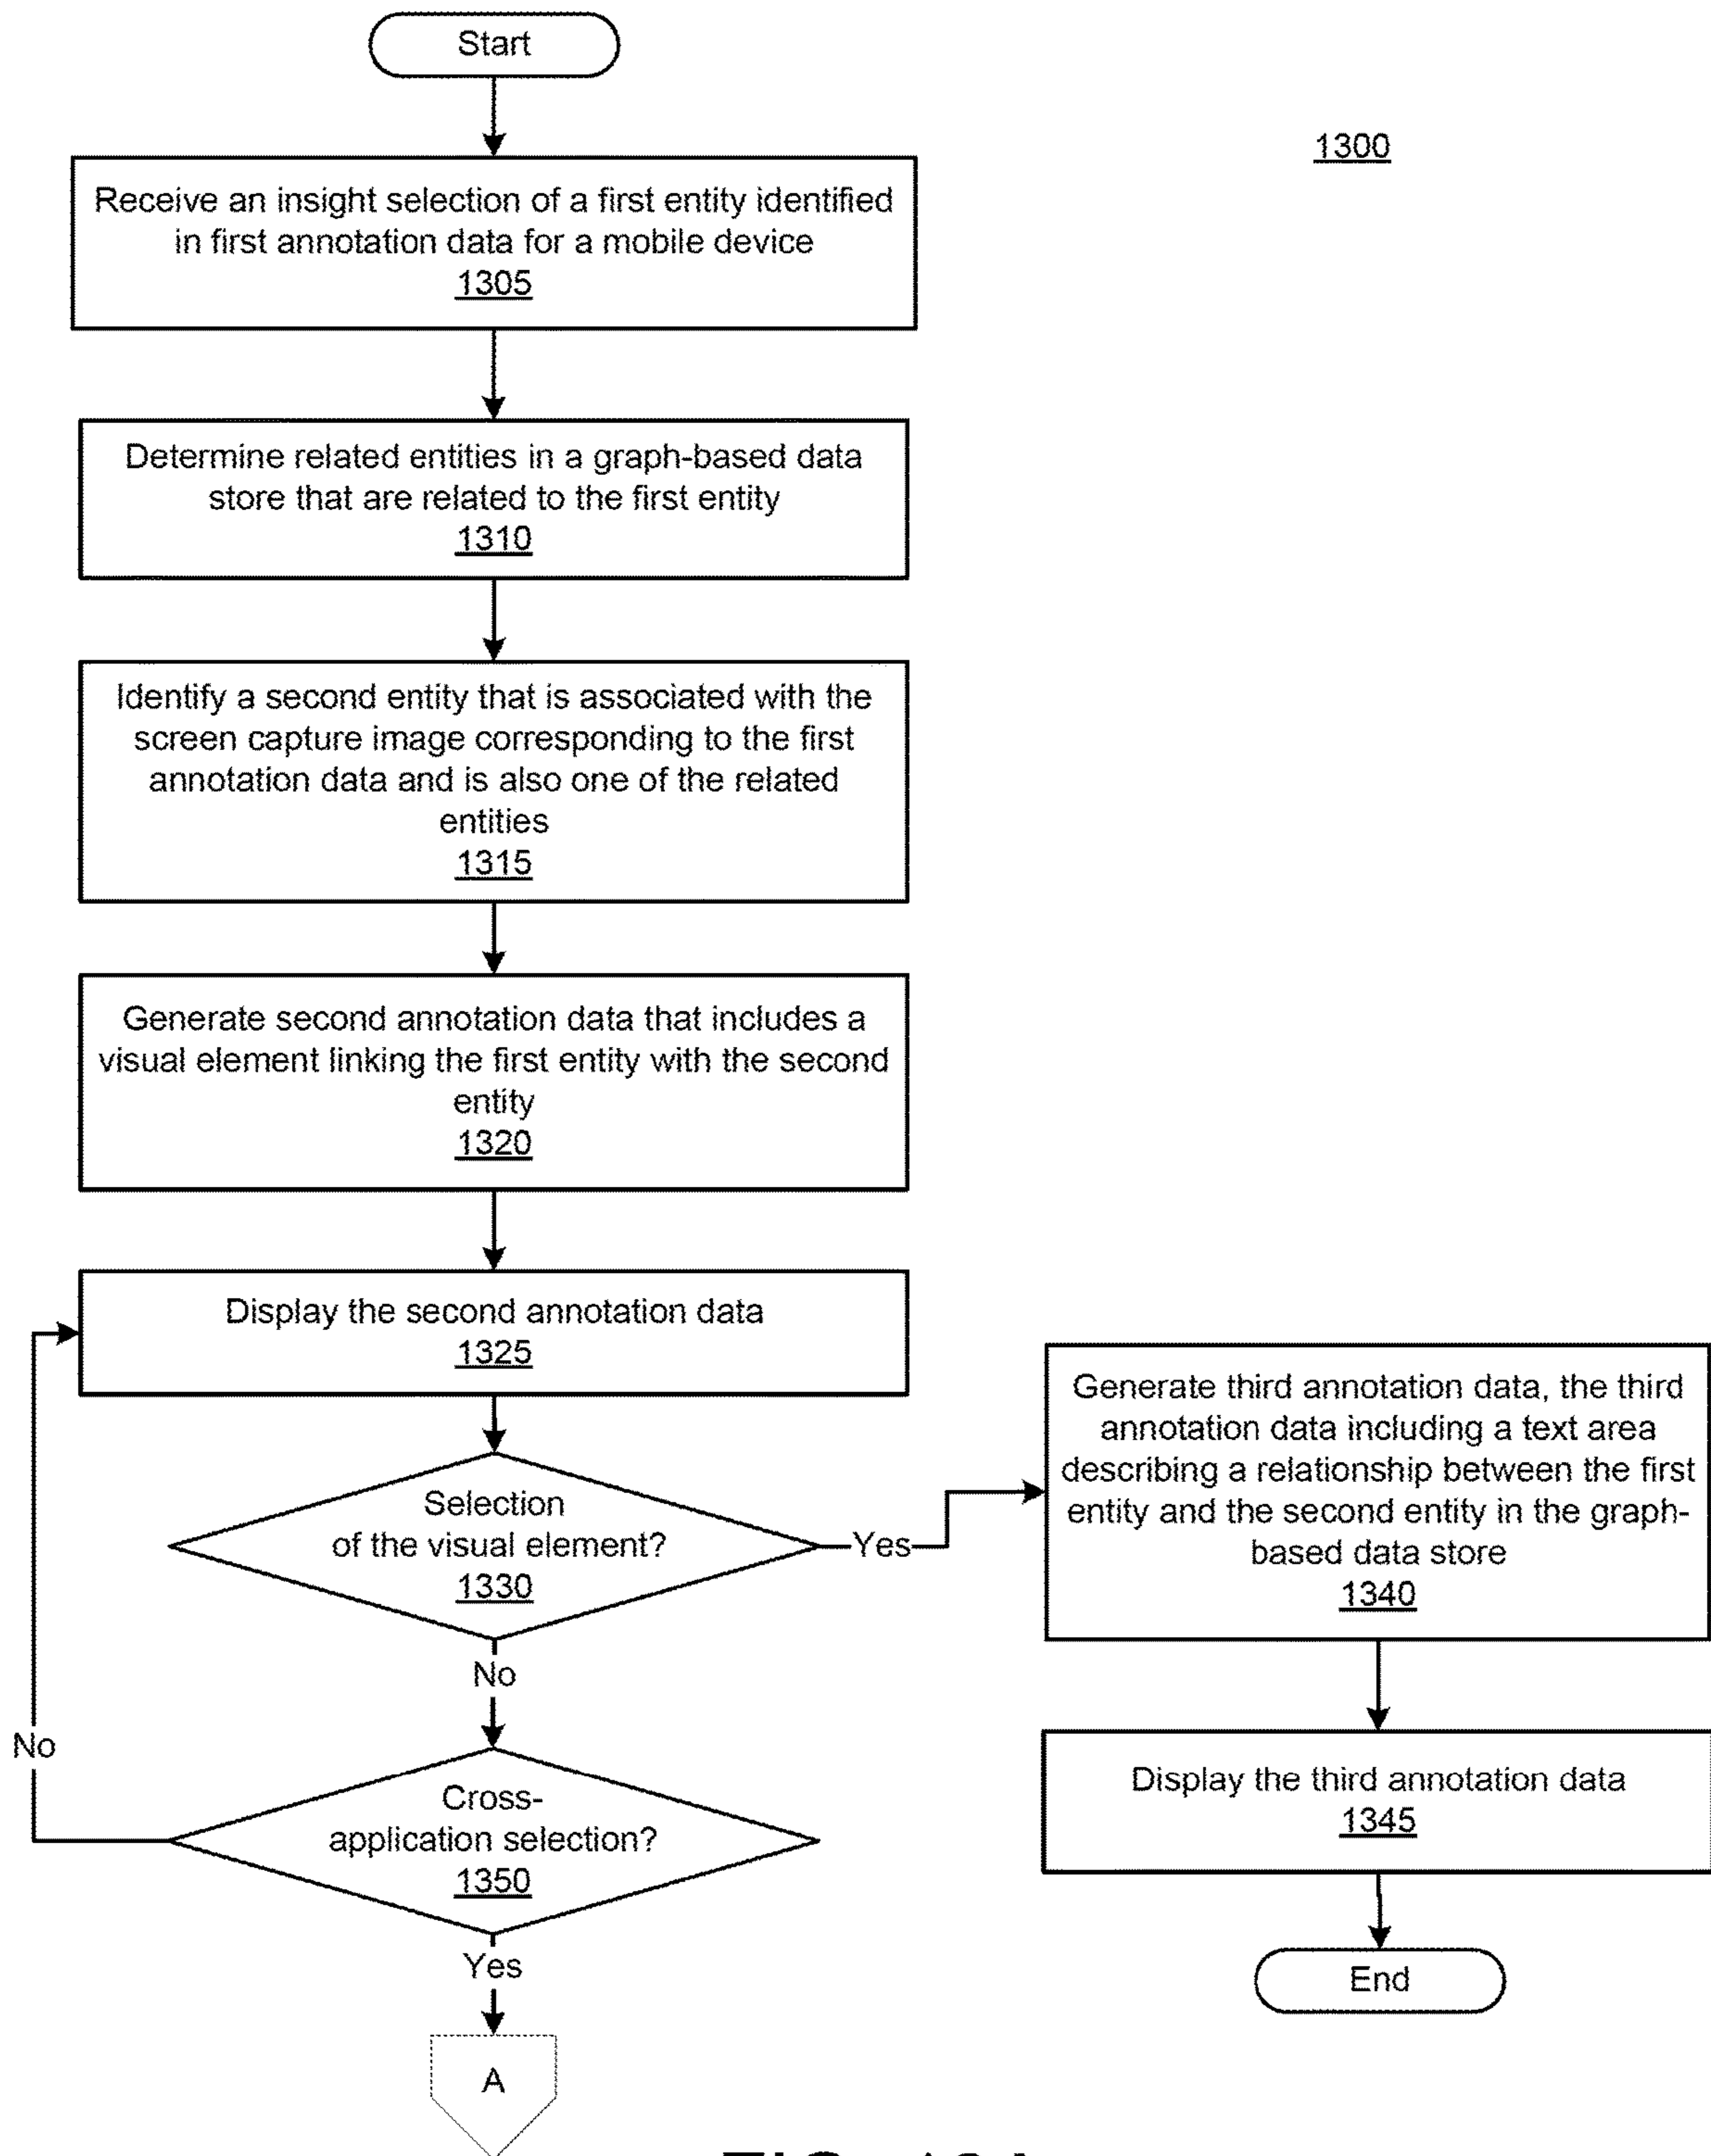 Start
1300
Receive an insight selection of a first entity identified
in first annotation data for a mobile device
1305
Determine related entities in a graph-based data
store that are related to the first entity
1310
Identify a second entity that is associated with the
screen capture image corresponding to the first
annotation data and is also one of the related
entities
1315
Generate second annotation data that includes a
visual element linking the first entity with the second
entity
1320
Display the second annotation data
1325
Selection
of the visual element?
1330
Yes
Generate third annotation data, the third
annotation data including a text area
describing a relationship between the first
entity and the second entity in the graph-
based data store
1340
No
No
Cross-
application selection?
1350
Display the third annotation data
1345
Yes
End
A